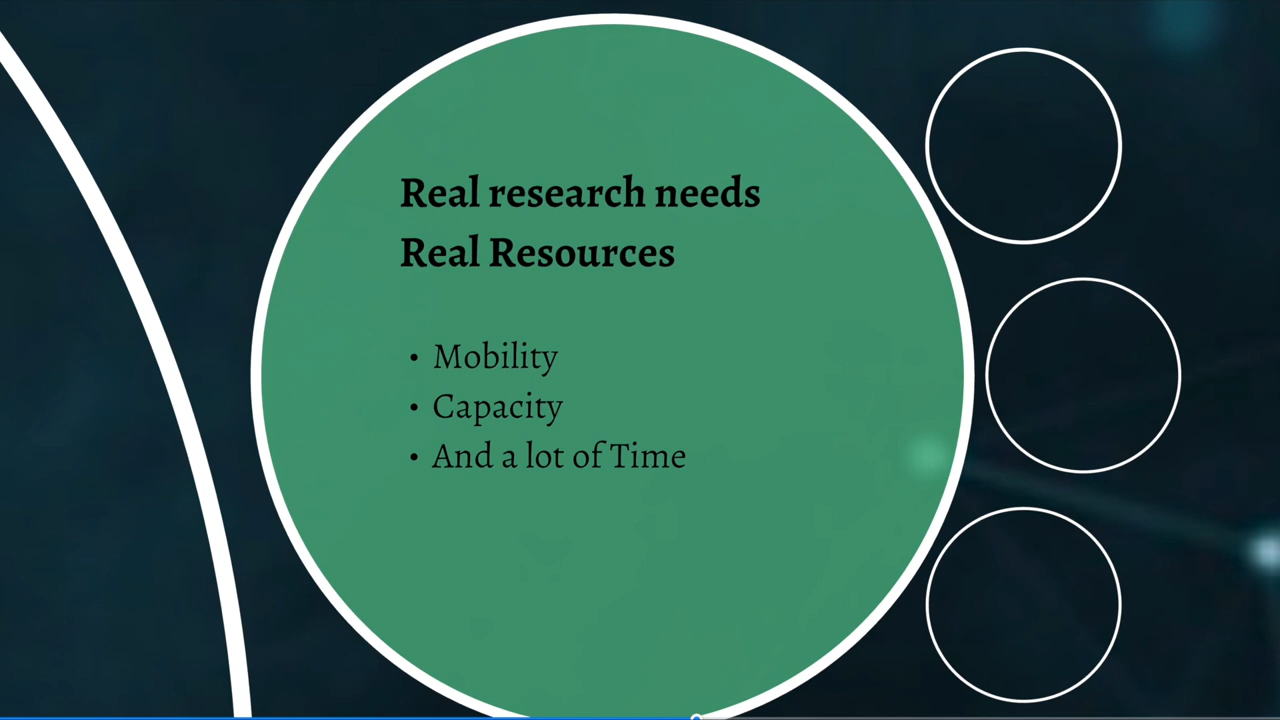 Real research needs
Real Resources
• Mobility
• Capacity
• And a lot of Time